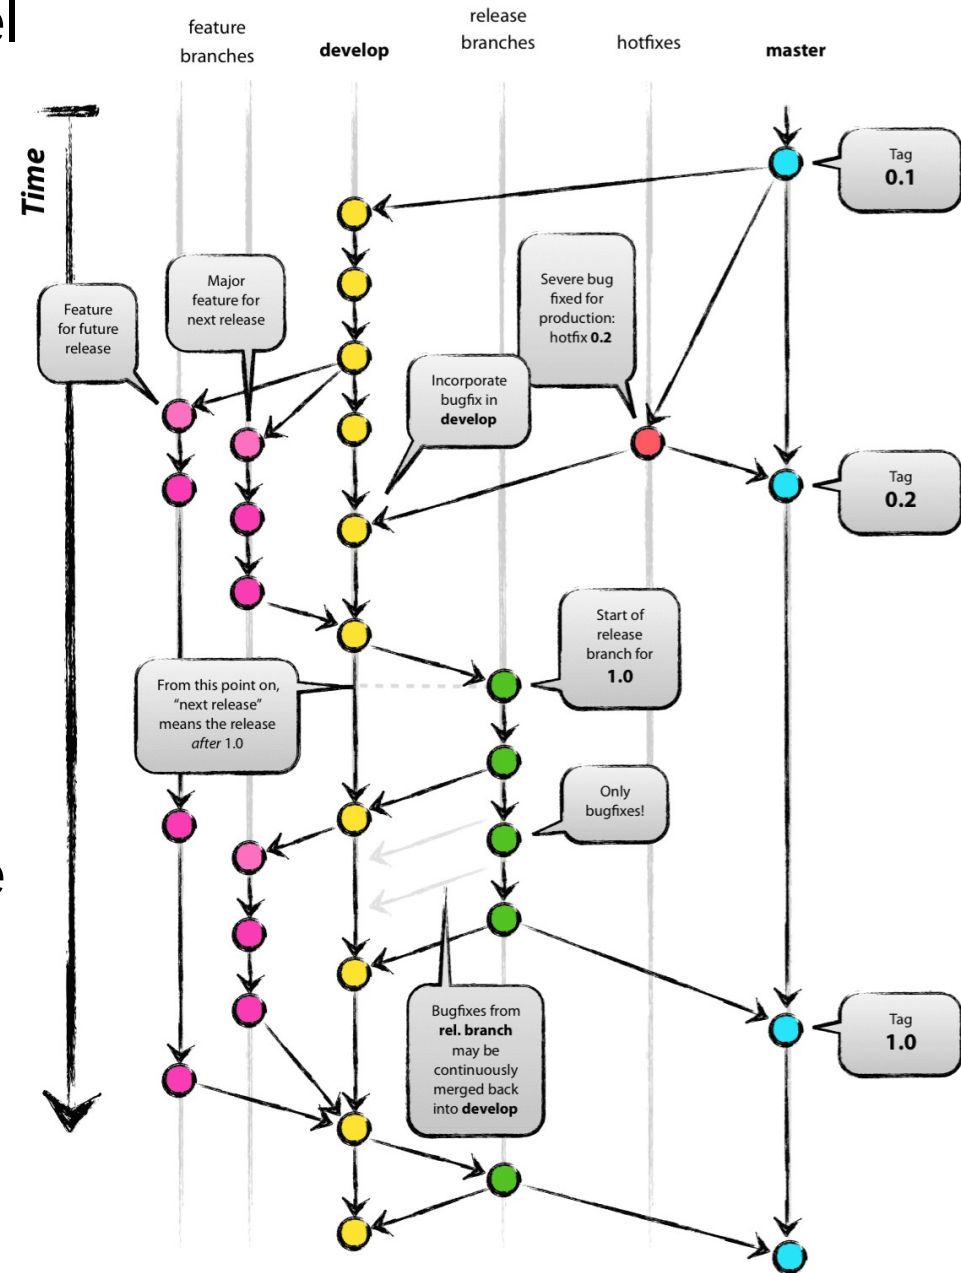 el
feature
branches
develop
release
branches
hotfixes
master
Time
Tag
0.1
Major
feature for
next release
Feature
for future
release
Severe bug
fixed for
production:
hotfix 0.2
Incorporate
bugfix in
develop
Tag
0.2
Start of
release
branch for
1.0
From this point on,
“next release”
means the release
after 1.0
Only
bugfixes!
e
Bugfixes from
rel. branch
may be
continuously
merged back
into develop
Tag
1.0